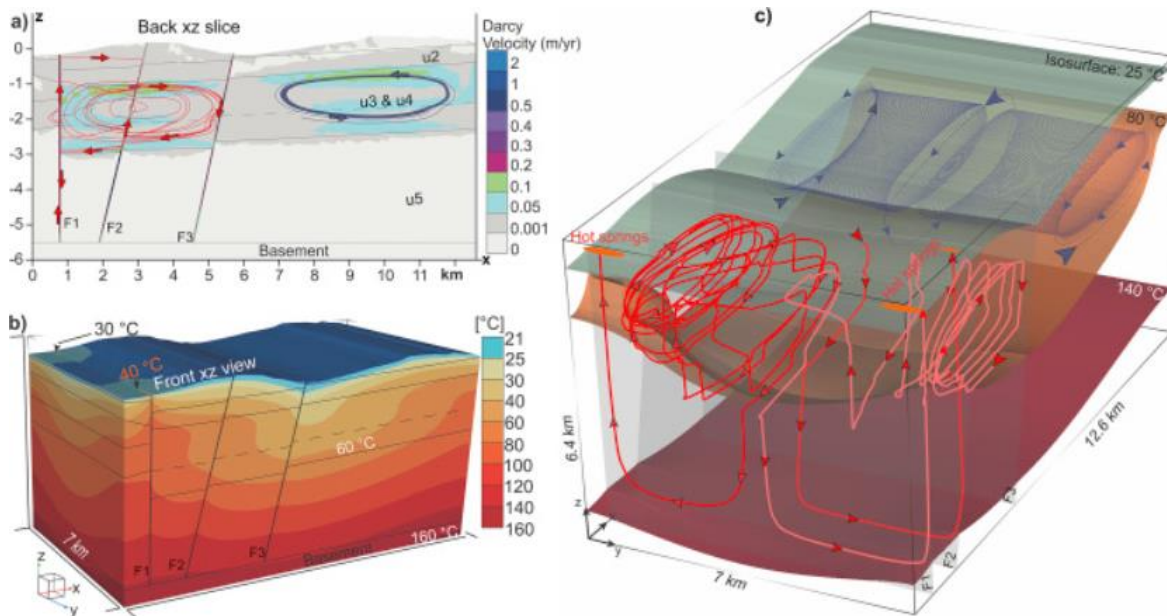 a)
z
Back xz slice
Darcy
Velocity (m/yr)
0
-1
-2
-3
-4
-5
-6
u2
u3 & u4
u5
F1
F2
F3
Basement
x
0 1 2 3 4 5 6 7 8 9 10 11 km
2
1
0.5
0.4
0.3
0.2
0.1
0.05
0.001
0
b)
30 °C
40 °C
Front xz view
60 °C
160 °C
Basement
F1
F2
F3
7 km
z
x
y
[°C]
21
25
30
40
60
80
100
120
140
160
c)
Isosurface: 25 °C
80 °C
140 °C
Hot springs
6.4 km
12.6 km
7 km
z
y
F1
F2
F3